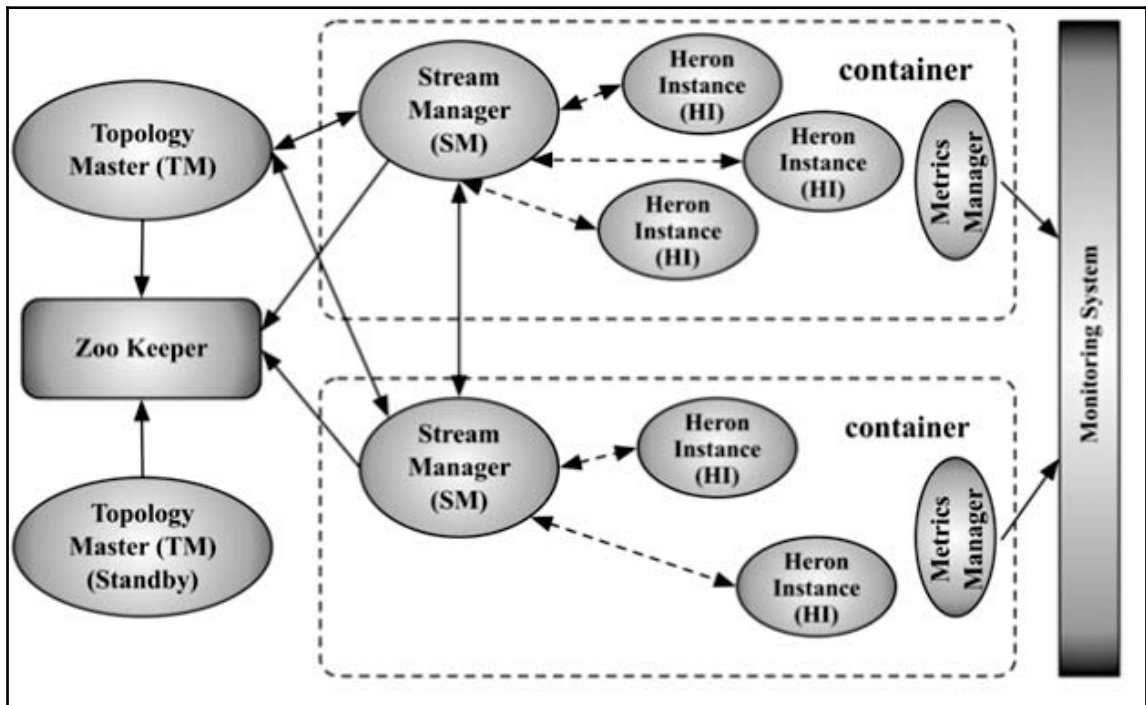 Topology
Master (TM)
Zoo Keeper
Topology
Master (TM)
(Standby)
Stream
Manager
(SM)
Heron
Instance
(HI)
Heron
Instance
(HI)
Heron
Instance
(HI)
container
Metrics
Manager
Stream
Manager
(SM)
Heron
Instance
(HI)
Heron
Instance
(HI)
container
Metrics
Manager
Monitoring System